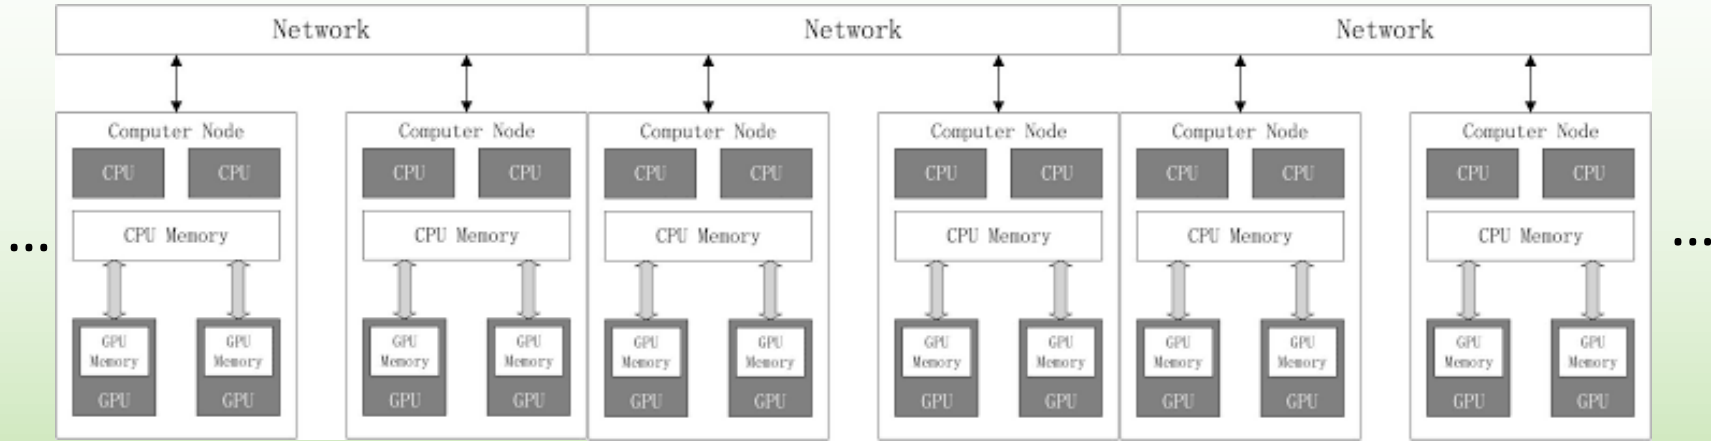 Network Network Network
Computer Node Computer Node Computer Node Computer Node Computer Node Computer Node
CPU CPU CPU CPU CPU CPU CPU CPU CPU CPU CPU CPU
... CPU Memory CPU Memory CPU Memory CPU Memory CPU Memory CPU Memory ...
GPU GPU GPU GPU GPU GPU GPU GPU GPU GPU GPU GPU
Memory Memory Memory Memory Memory Memory Memory Memory Memory Memory Memory Memory
GPU GPU GPU GPU GPU GPU GPU GPU GPU GPU GPU GPU